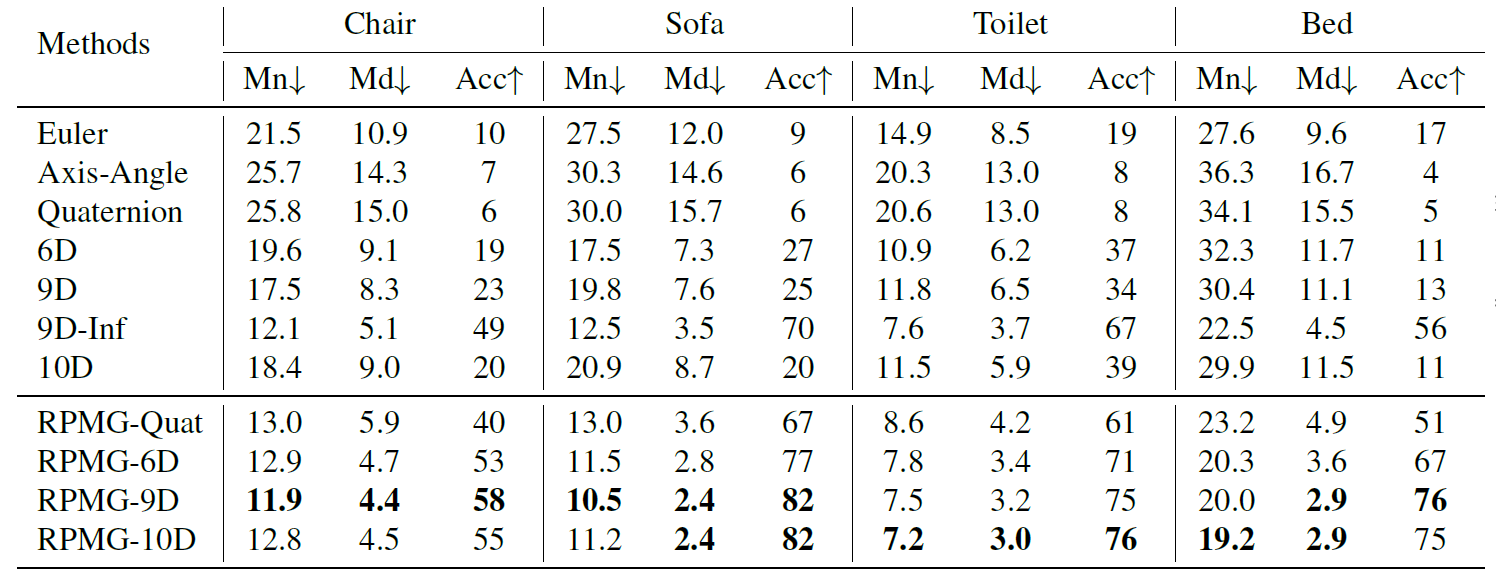 Methods Chair Sofa Toilet Bed
Mn↓ Md↓ Acc↑ Mn↓ Md↓ Acc↑ Mn↓ Md↓ Acc↑ Mn↓ Md↓ Acc↑
Euler 21.5 10.9 10 27.5 12.0 9 14.9 8.5 19 27.6 9.6 17
Axis-Angle 25.7 14.3 7 30.3 14.6 6 20.3 13.0 8 36.3 16.7 4
Quaternion 25.8 15.0 6 30.0 15.7 6 20.6 13.0 8 34.1 15.5 5
6D 19.6 9.1 19 17.5 7.3 27 10.9 6.2 37 32.3 11.7 11
9D 17.5 8.3 23 19.8 7.6 25 11.8 6.5 34 30.4 11.1 13
9D-Inf 12.1 5.1 49 12.5 3.5 70 7.6 3.7 67 22.5 4.5 56
10D 18.4 9.0 20 20.9 8.7 20 11.5 5.9 39 29.9 11.5 11
RPMG-Quat 13.0 5.9 40 13.0 3.6 67 8.6 4.2 61 23.2 4.9 51
RPMG-6D 12.9 4.7 53 11.5 2.8 77 7.8 3.4 71 20.3 3.6 67
RPMG-9D 11.9 4.4 58 10.5 2.4 82 7.5 3.2 75 20.0 2.9 76
RPMG-10D 12.8 4.5 55 11.2 2.4 82 7.2 3.0 76 19.2 2.9 75